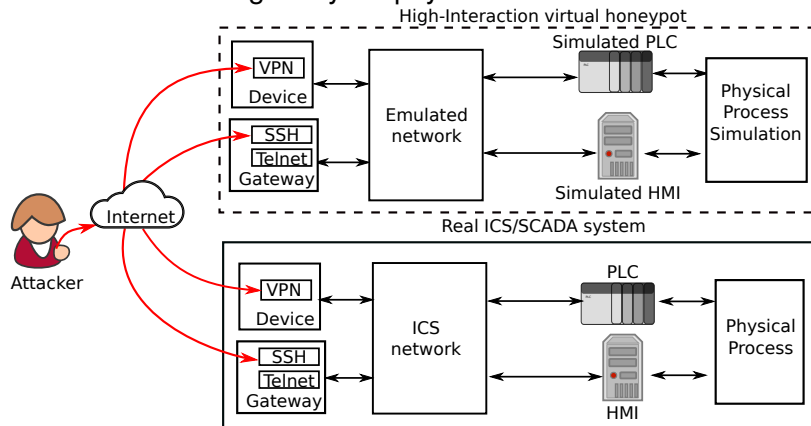 High-Interaction virtual honeypot
VPN
Device
SSH
Telnet
Gateway
Emulated
network
Simulated PLC
Simulated HMI
Physical
Process
Simulation
Internet
Attacker
Real ICS/SCADA system
VPN
Device
SSH
Telnet
Gateway
ICS
network
PLC
HMI
Physical
Process